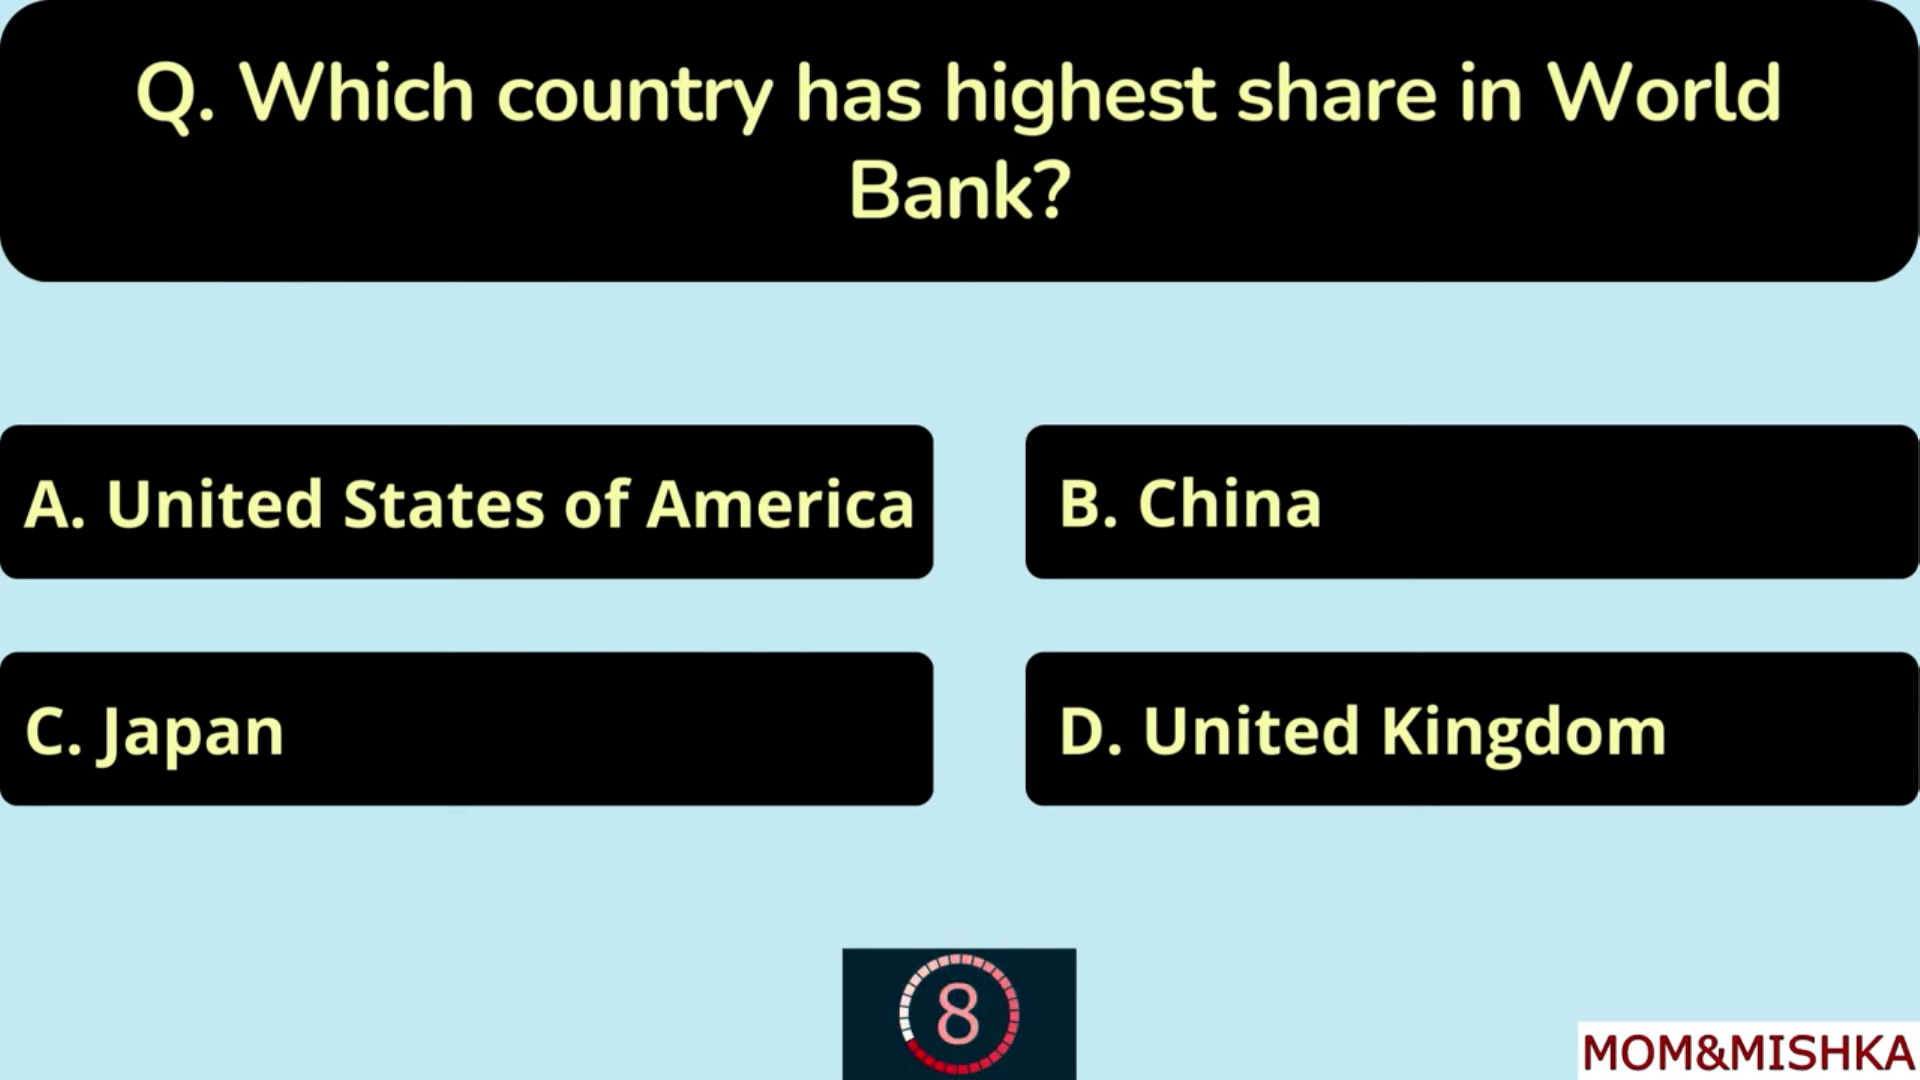 Q. Which country has highest share in World
Bank?
A. United States of America
B. China
C. Japan
D. United Kingdom
8
MOM&MISHKA